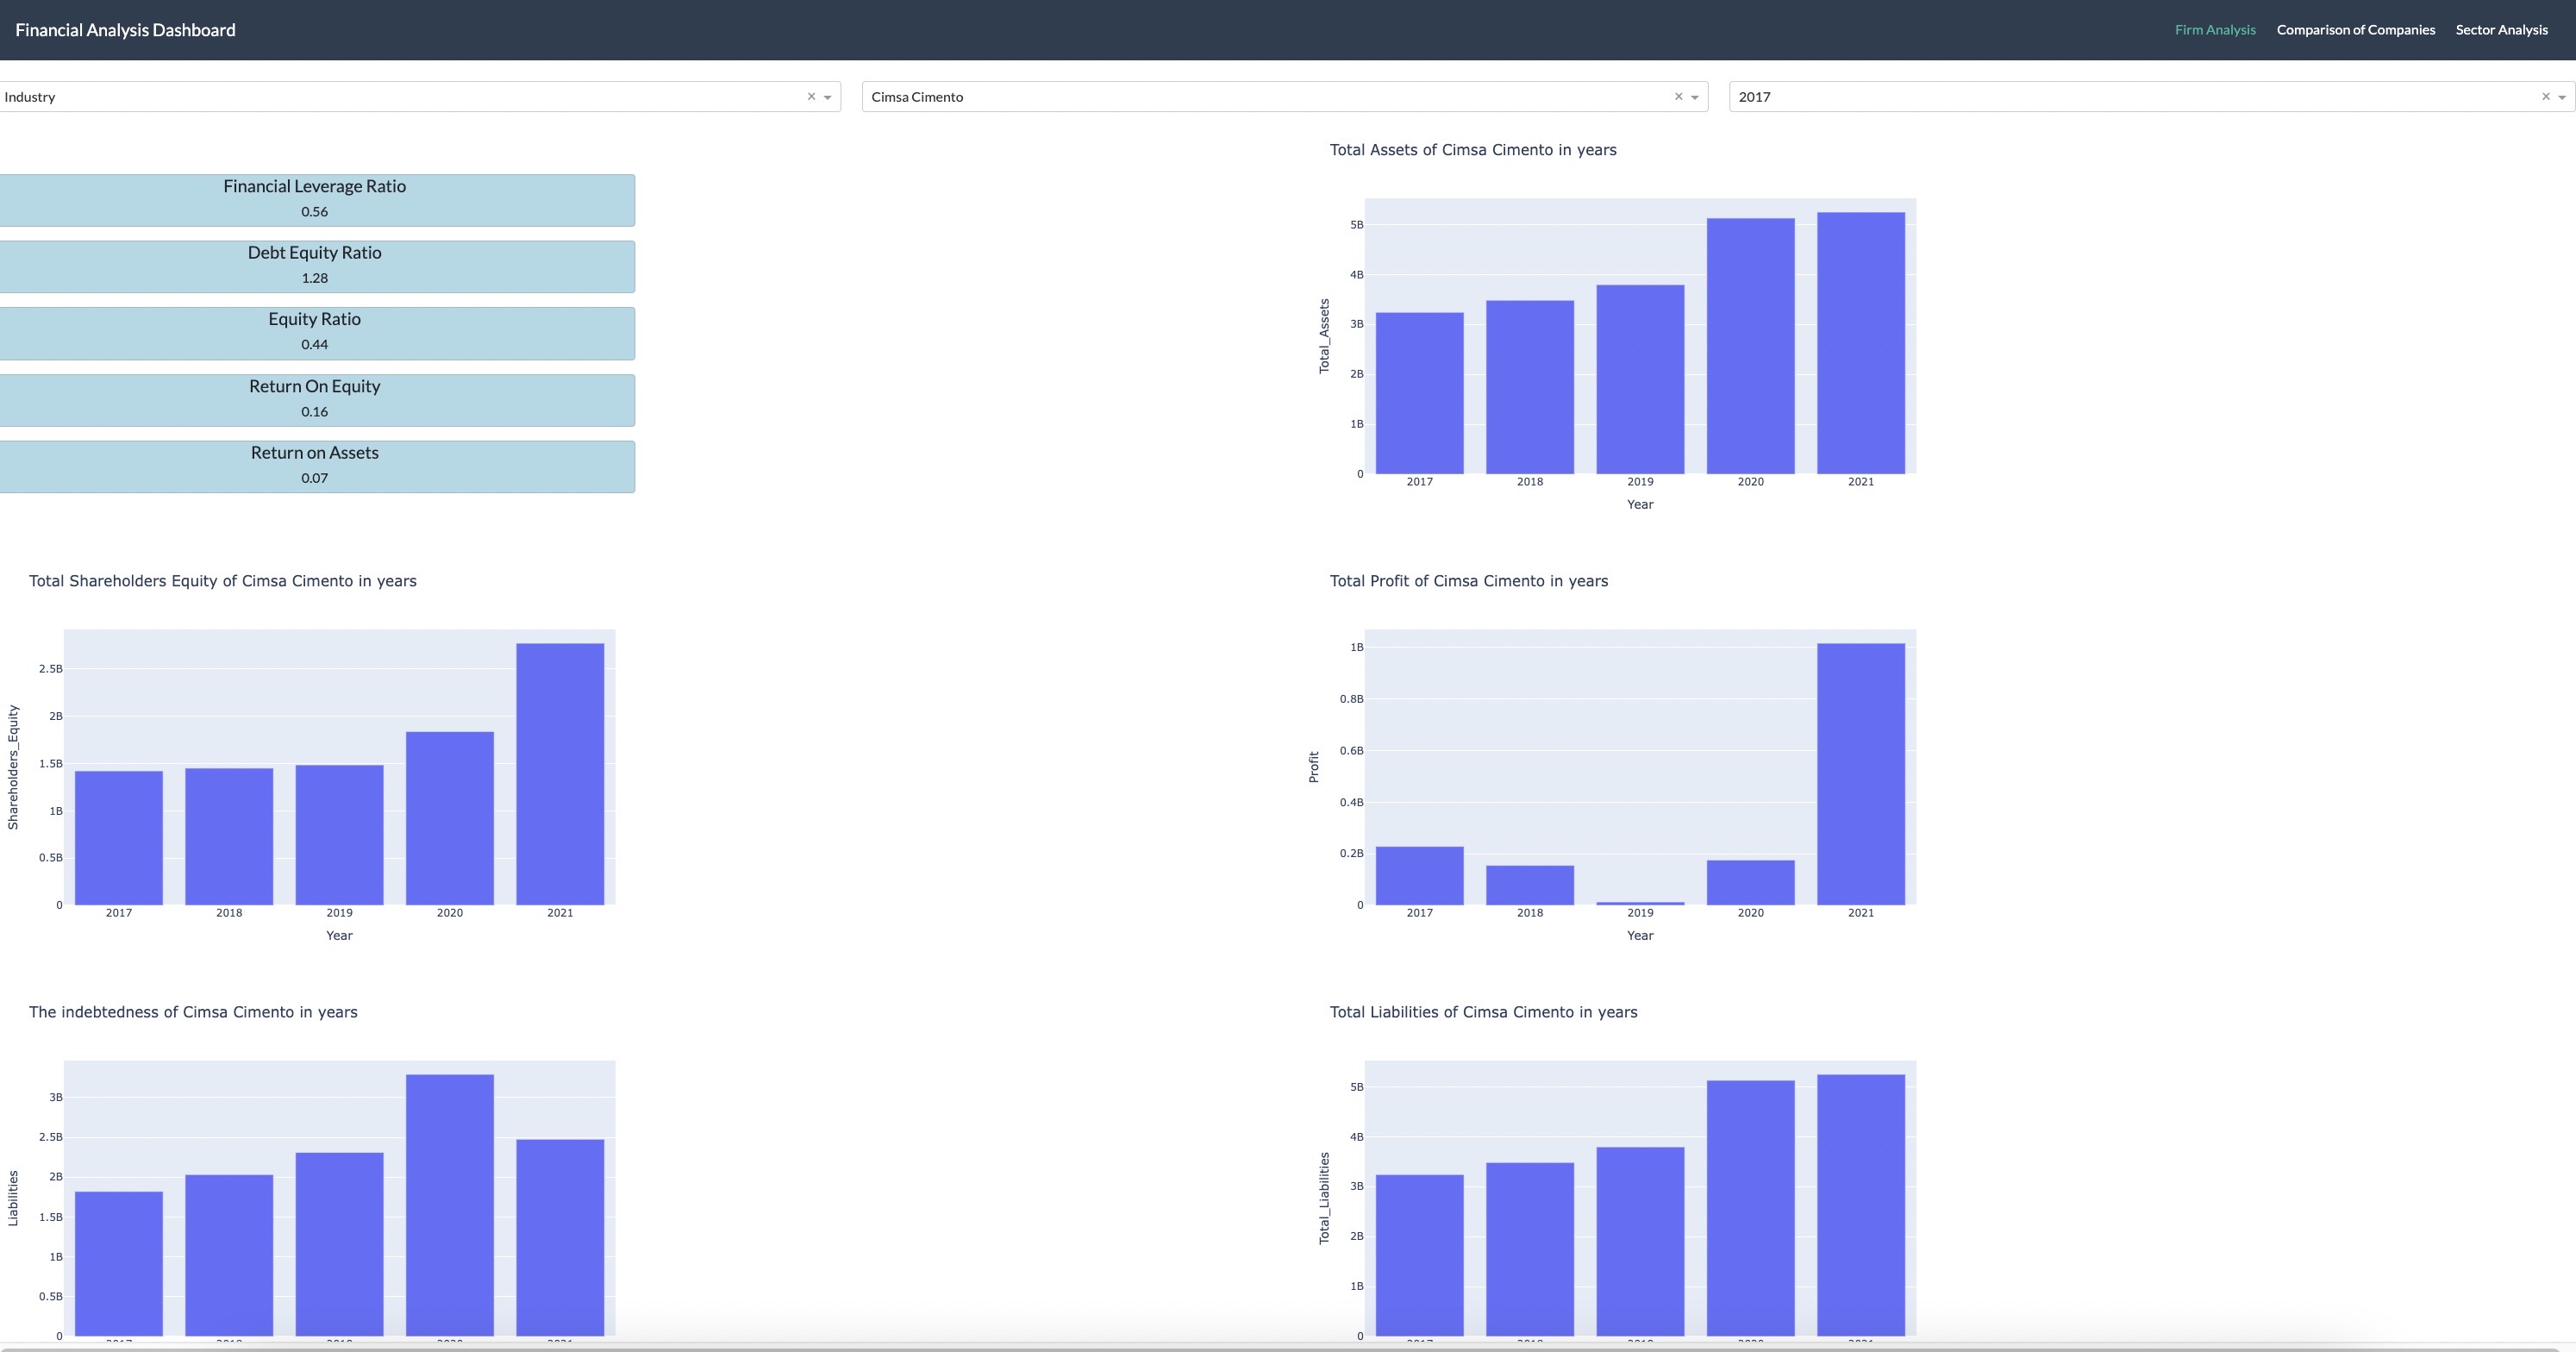 Financial Analysis Dashboard
Firm Analysis Comparison of Companies Sector Analysis
Industry × Cimsa Cimento × 2017 ×
Financial Leverage Ratio
0.56
Debt Equity Ratio
1.28
Equity Ratio
0.44
Return On Equity
0.16
Return on Assets
0.07
Total Assets of Cimsa Cimento in years
Total_Assets
5B
4B
3B
2B
1B
0
2017 2018 2019 2020 2021
Year
Total Shareholders Equity of Cimsa Cimento in years
Shareholders_Equity
2.5B
2B
1.5B
1B
0.5B
0
2017 2018 2019 2020 2021
Year
Total Profit of Cimsa Cimento in years
Profit
1B
0.8B
0.6B
0.4B
0.2B
0
2017 2018 2019 2020 2021
Year
The indebtedness of Cimsa Cimento in years
Liabilities
3B
2.5B
2B
1.5B
1B
0.5B
0
Total Liabilities of Cimsa Cimento in years
Total_Liabilities
5B
4B
3B
2B
1B
0